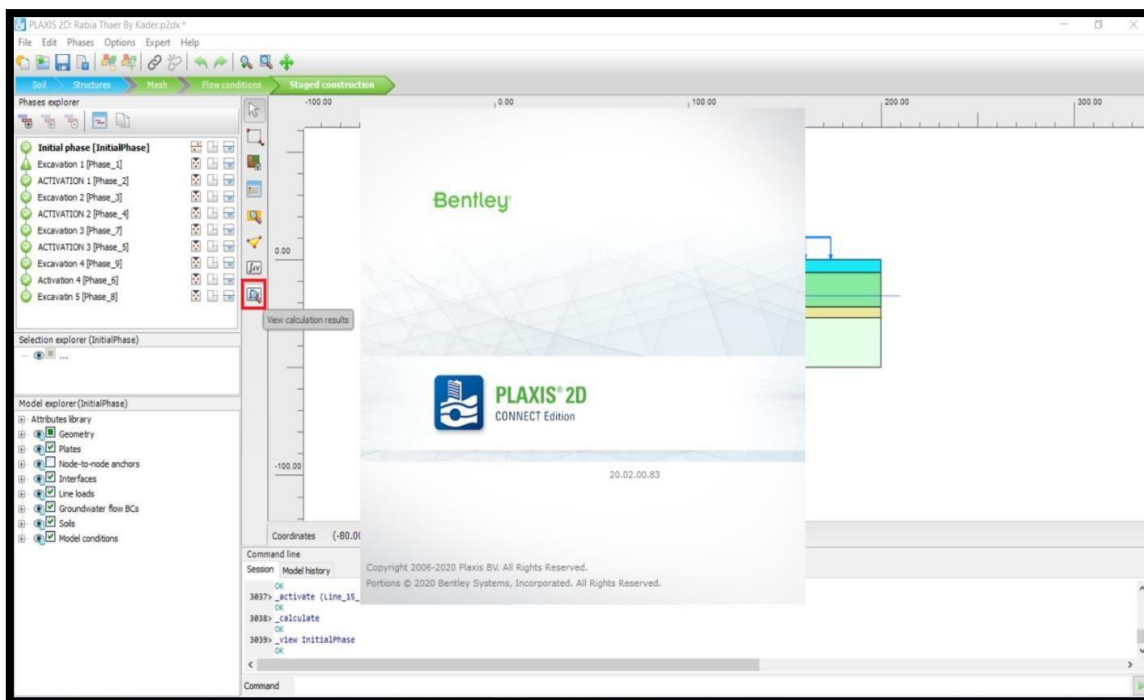 PLAXIS 2D: Rabia Thaer By Kader.p2dx *
File Edit Phases Options Expert Help
Soil Structures Mesh Flow conditions Staged construction
Phases explorer
-100.00 0.00 100.00 200.00 300.00
Initial phase [InitialPhase]
Excavation 1 [Phase_1]
ACTIVATION 1 [Phase_2]
Excavation 2 [Phase_3]
ACTIVATION 2 [Phase_4]
Excavation 3 [Phase_7]
ACTIVATION 3 [Phase_5]
Excavation 4 [Phase_9]
Activation 4 [Phase_6]
Excavatin 5 [Phase_8]
0.00
-100.00
View calculation results
Bentley
PLAXIS® 2D
CONNECT Edition
20.02.00.83
Copyright 2006-2020 Plaxis BV. All Rights Reserved.
Portions © 2020 Bentley Systems, Incorporated. All Rights Reserved.
Selection explorer (InitialPhase)
...
Model explorer (InitialPhase)
Attributes library
Geometry
Plates
Node-to-node anchors
Interfaces
Line loads
Groundwater flow BCs
Soils
Model conditions
Coordinates (-80.00
Command line
Session Model history
OK
3037> _activate (Line_15_
OK
3038> _calculate
OK
3039> _view InitialPhase
OK
Command